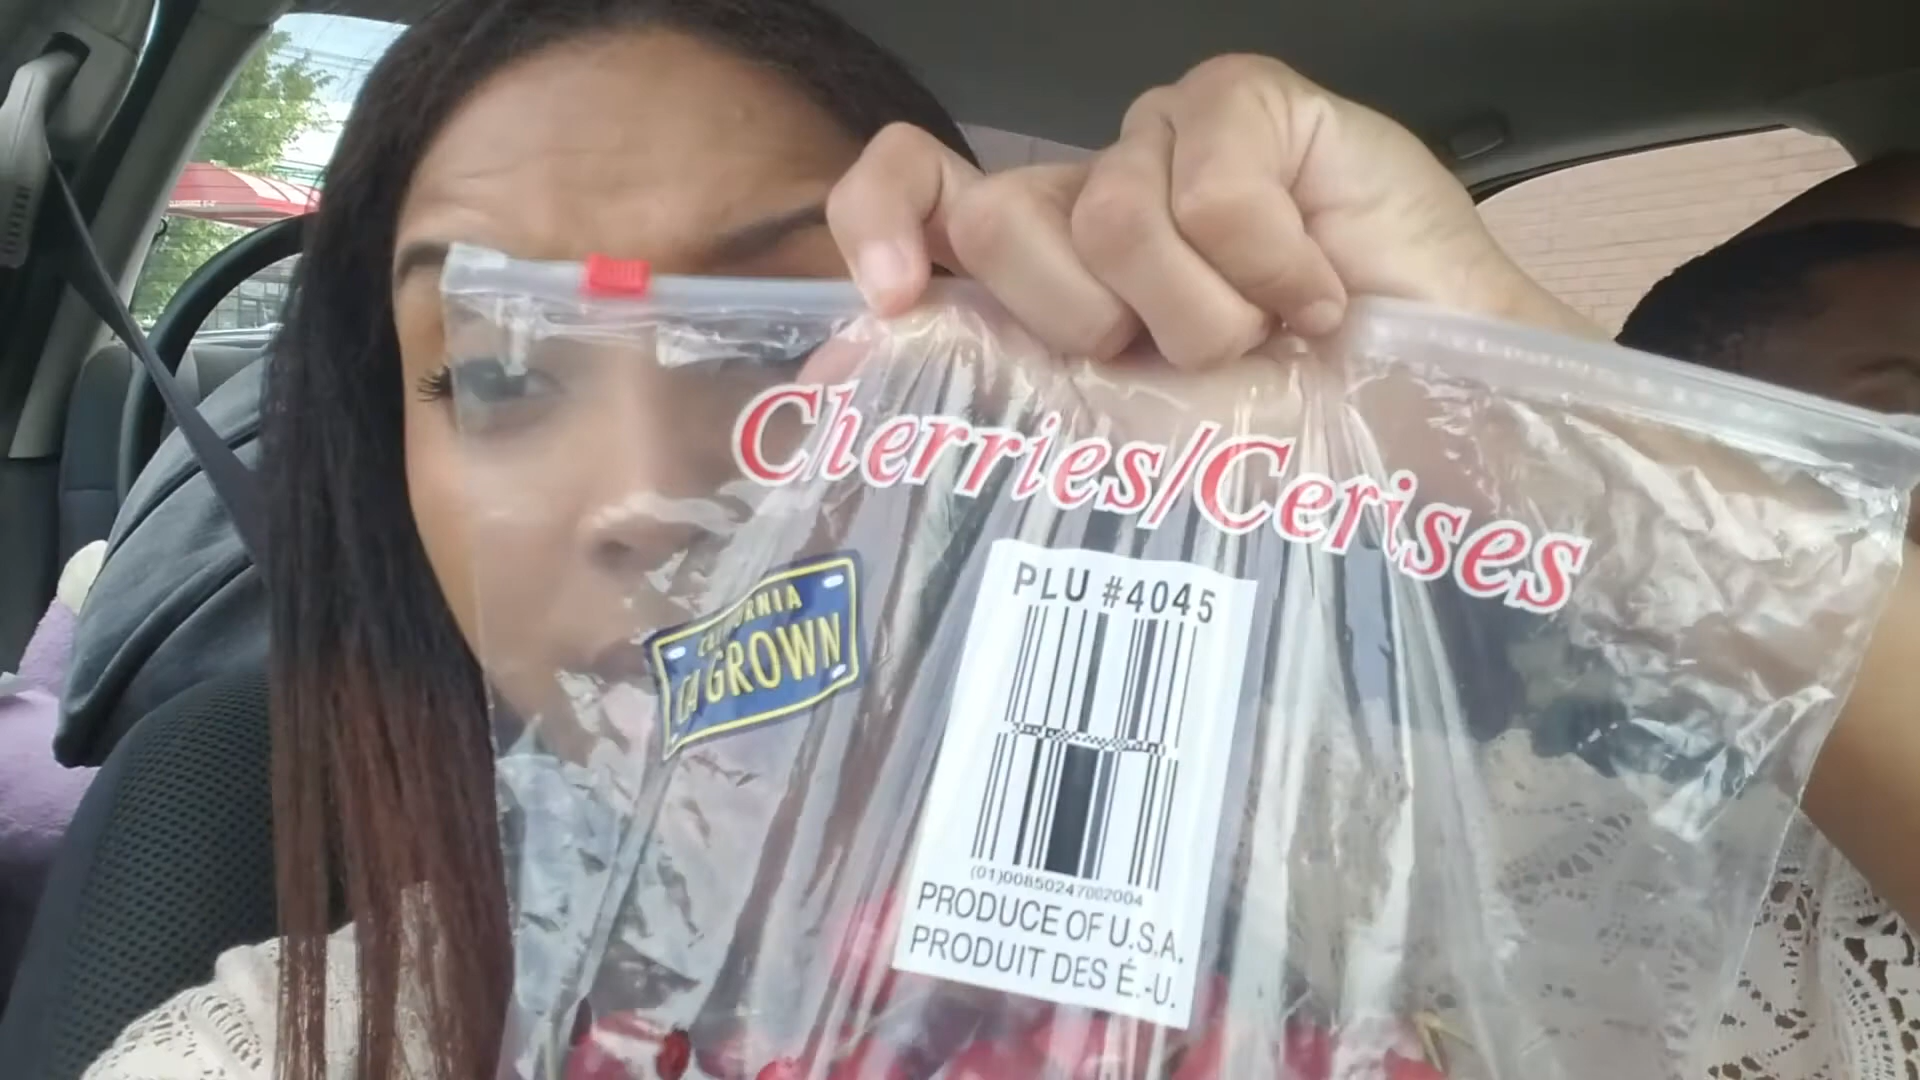 Cherries/Cerises
CALIFORNIA
CA GROWN
PLU #4045
(01)00850247002004
PRODUCE OF U.S.A.
PRODUIT DES É.-U.